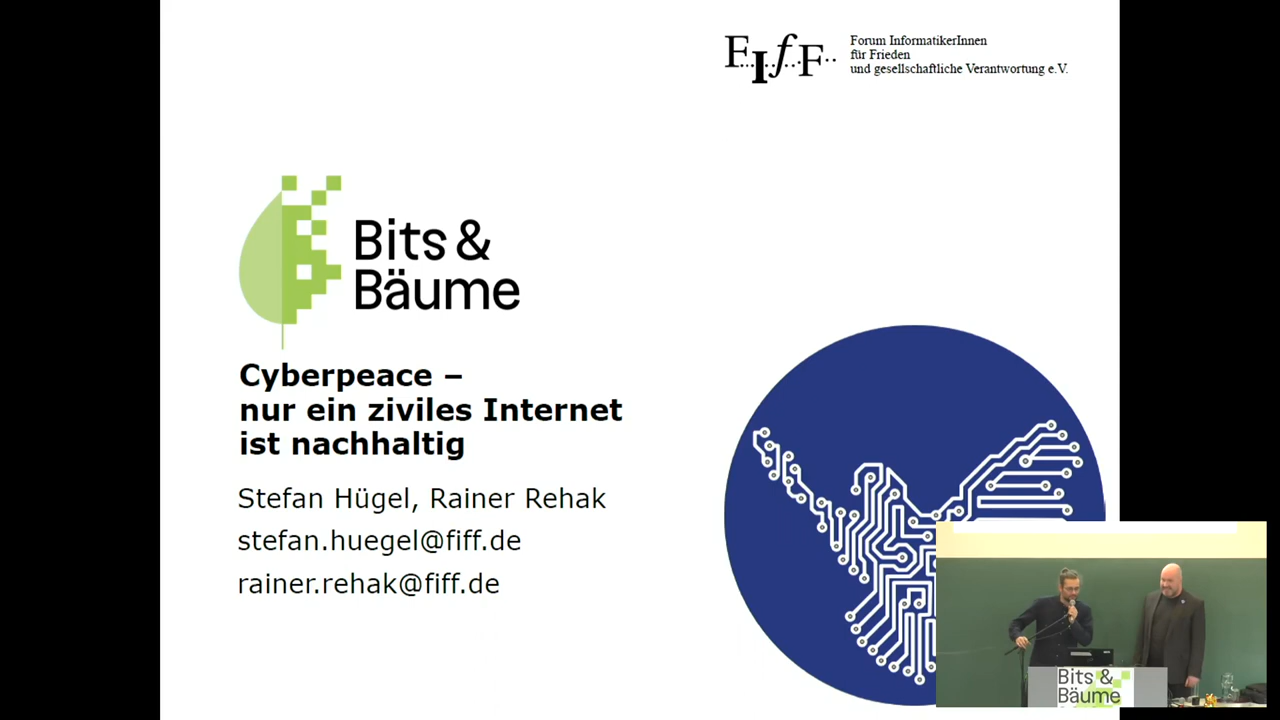 FIfF
Forum InformatikerInnen
für Frieden
und gesellschaftliche Verantwortung e.V.
Bits &
Bäume
Cyberpeace –
nur ein ziviles Internet
ist nachhaltig
Stefan Hügel, Rainer Rehak
stefan.huegel@fiff.de
rainer.rehak@fiff.de
Bits &
Bäume